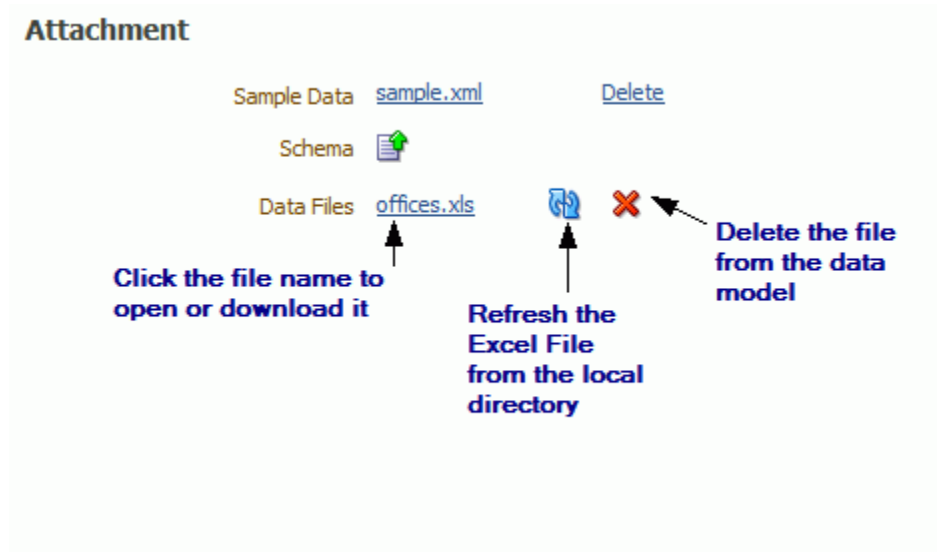 Attachment
Sample Data sample.xml Delete
Schema
Data Files offices.xls
Click the file name to
open or download it
Refresh the
Excel File
from the local
directory
Delete the file
from the data
model